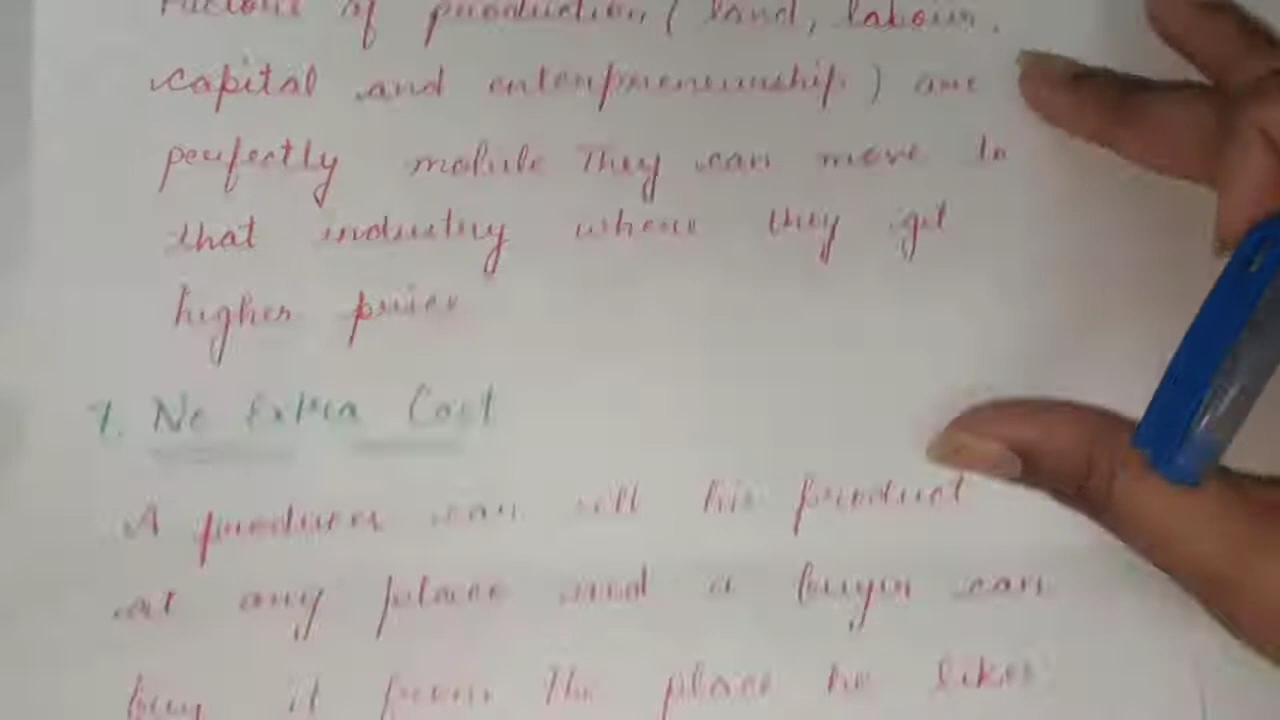 Factors of production ( land, labour,
capital and enterpreneurship ) are
perfectly mobile They can move to
that industry where they get
higher price
7. No Extra Cost
A producer can sell his product
at any place and a buyer can
buy it from the place he likes